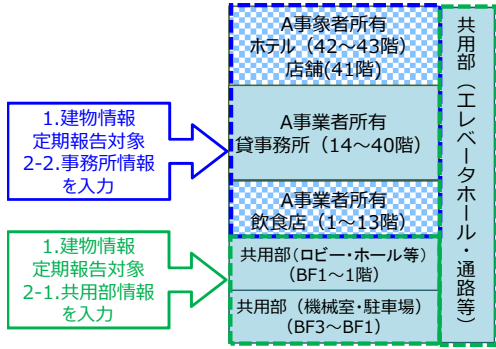 A事象者所有
ホテル（42～43階）
店舗(41階)
A事業者所有
貸事務所（14～40階）
A事業者所有
飲食店（1～13階）
共用部（ロビー・ホール等）
（BF1～1階）
共用部（機械室・駐車場）
（BF3～BF1）
共用部（エレベータホール・通路等）
1.建物情報
定期報告対象
2-2.事務所情報
を入力
1.建物情報
定期報告対象
2-1.共用部情報
を入力